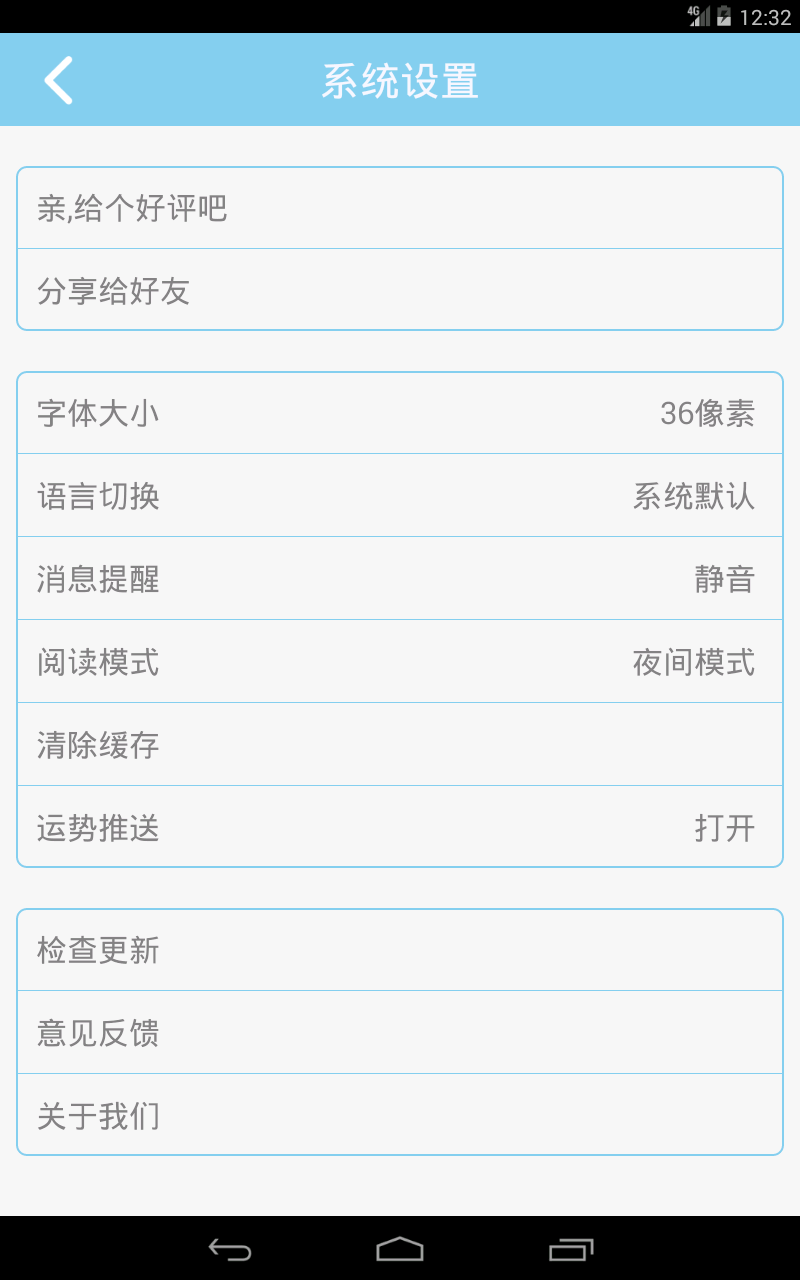 4G 12:32
系统设置
亲,给个好评吧
分享给好友
字体大小 36像素
语言切换 系统默认
消息提醒 静音
阅读模式 夜间模式
清除缓存
运势推送 打开
检查更新
意见反馈
关于我们